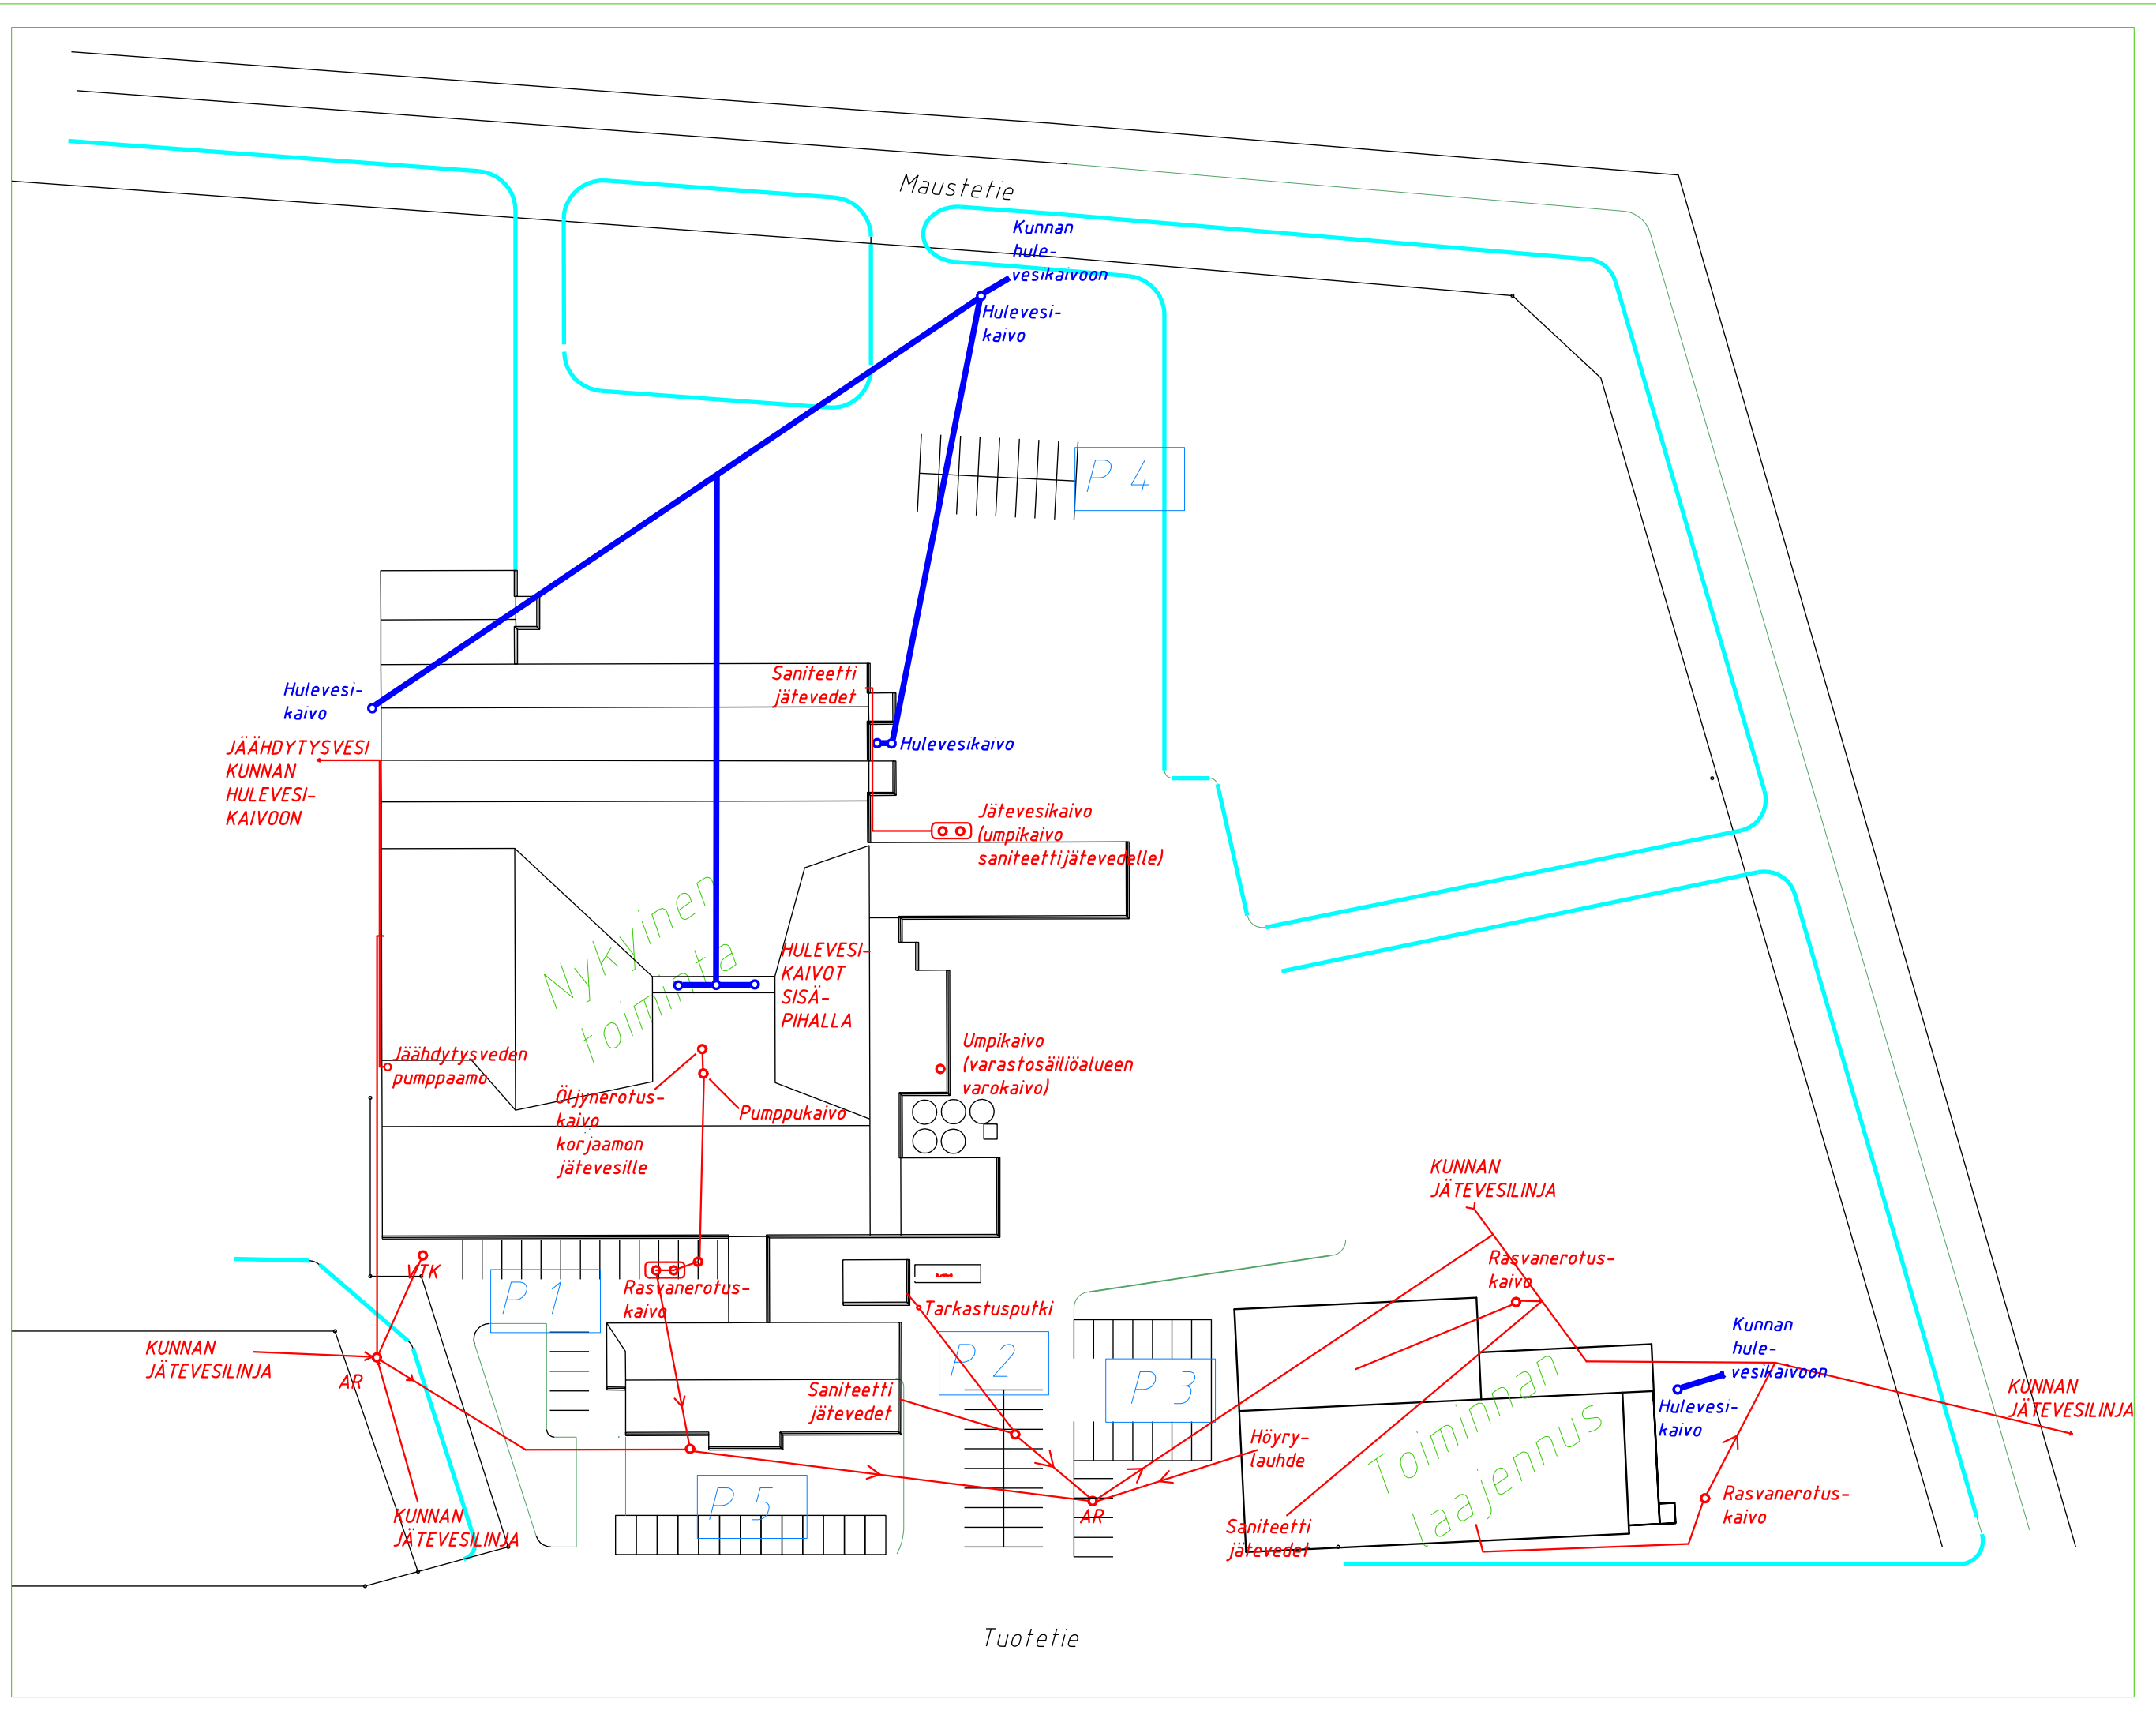 Maustetie
Kunnan
hule-
vesikaivoon
Hulevesi-
kaivo
P 4
Saniteetti
jätevedet
Hulevesi-
kaivo
Hulevesikaivo
JÄÄHDYTYSVESI
KUNNAN
HULEVESI-
KAIVOON
Jätevesikaivo
(umpikaivo
saniteettijätevedelle)
Nykyinen
toiminta
HULEVESI-
KAIVOT
SISÄ-
PIHALLA
Jäähdytysveden
pumppaamo
Umpikaivo
(varastosäiliöalueen
varokaivo)
Öljynerotus-
kaivo
korjaamon
jätevesille
Pumppukaivo
KUNNAN
JÄTEVESILINJA
VTK
P 1
Rasvanerotus-
kaivo
Tarkastusputki
Rasvanerotus-
kaivo
KUNNAN
JÄTEVESILINJA
AR
P 2
P 3
Saniteetti
jätevedet
Kunnan
hule-
vesikaivoon
Hulevesi-
kaivo
KUNNAN
JÄTEVESILINJA
Toiminnan
laajennus
Höyry-
lauhde
P 5
AR
KUNNAN
JÄTEVESILINJA
Saniteetti
jätevedet
Rasvanerotus-
kaivo
Tuotetie